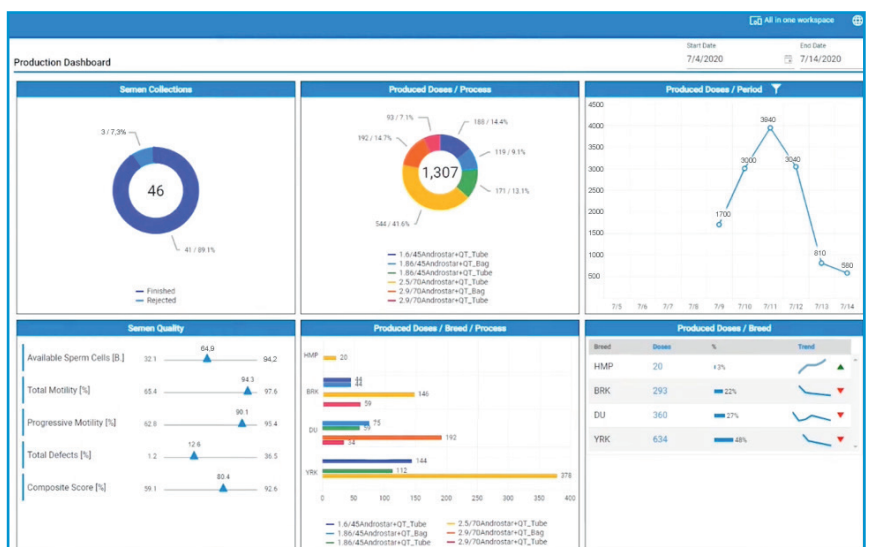 All in one workspace
Start Date
End Date
Production Dashboard
7/4/2020
7/14/2020
Semen Collections
3 / 7,3%
46
41 / 89.1%
Finished
Rejected
Produced Doses / Process
93 / 7.1%
188 / 14.4%
192 / 14.7%
119 / 9.1%
1,307
171 / 13.1%
544 / 41.6%
1.6/45Androstar+QT_Tube
1.86/45Androstar+QT_Bag
1.86/45Androstar+QT_Tube
2.5/70Androstar+QT_Tube
2.9/70Androstar+QT_Bag
2.9/70Androstar+QT_Tube
Produced Doses / Period
4500
4000
3500
3000
2500
2000
1500
1000
500
1700
3000
3940
3040
810
580
7/5 7/6 7/7 7/8 7/9 7/10 7/11 7/12 7/13 7/14
Semen Quality
Available Sperm Cells [B.] 32.1 64,9 94,2
Total Motility [%] 65.4 94.3 97.6
Progressive Motility [%] 62.8 90.1 95.4
Total Defects [%] 1.2 12.6 36.5
Composite Score [%] 59.1 80.4 92.6
Produced Doses / Breed / Process
HMP 20
44
44
BRK 146
59
75
DU 59
192
34
144
YRK 112
378
0 50 100 150 200 250 300 350 400
1.6/45Androstar+QT_Tube 2.5/70Androstar+QT_Tube
1.86/45Androstar+QT_Bag 2.9/70Androstar+QT_Bag
1.86/45Androstar+QT_Tube 2.9/70Androstar+QT_Tube
Produced Doses / Breed
Breed Doses % Trend
HMP 20
BRK 293 22%
DU 360 27%
YRK 634 48%